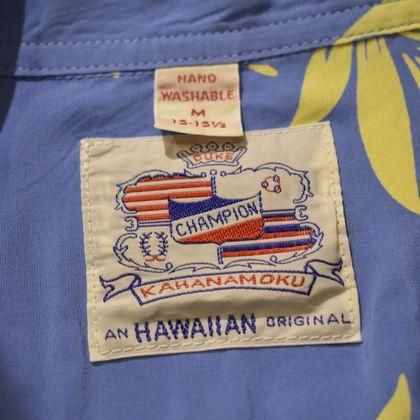 HAND
WASHABLE
M
15-15½
DUKE
CHAMPION
KAHANAMOKU
AN HAWAIIAN ORIGINAL